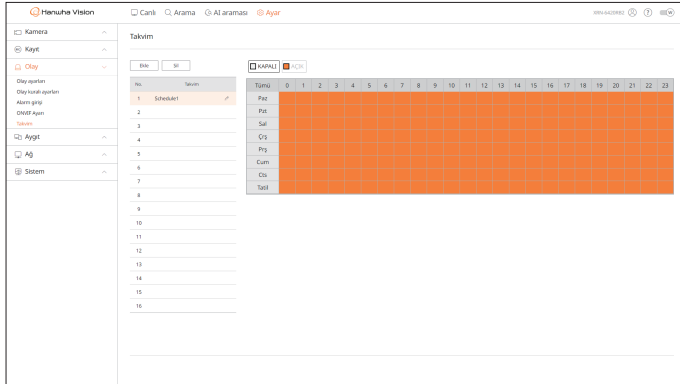 Hanwha Vision
Canlı Arama AI araması Ayar
Kamera
Kayıt
Olay
Olay ayarları
Olay kuralı ayarları
Alarm girişi
ONVIF Ayarı
Takvim
Aygıt
Ağ
Sistem
Takvim
Ekle Sil
No. Takvim
1 Schedule1
2
3
4
5
6
7
8
9
10
11
12
13
14
15
16
KAPALI AÇIK
Tümü 0 1 2 3 4 5 6 7 8 9 10 11 12 13 14 15 16 17 18 19 20 21 22 23
Paz
Pzt
Sal
Çrş
Prş
Cum
Cts
Tatil